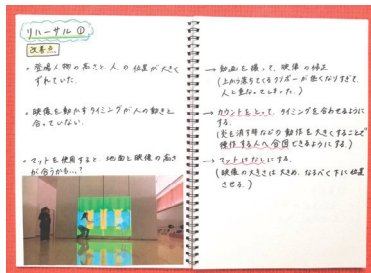 リハーサル①
改善点
・登場人物の高さと人の位置が大きく
ずれていた.
・映像を動かすタイミングが人の動きと
合っていない.
・マットを使用すると、地面と映像の高さ
が合うかも...?
→ 動画を撮って、映像の修正
(上から落ちてくるクリボーが低くなりすぎて、
人と重なってしまった.)
→ カウントをとって、タイミングを合わせるように
する.
(炎を消す時などの動作を大きくすることで
操作する人へ合図できるようにする.)
→ マットはなしにする.
(映像の大きさは大きめ、なるべく下に位置
させる.)